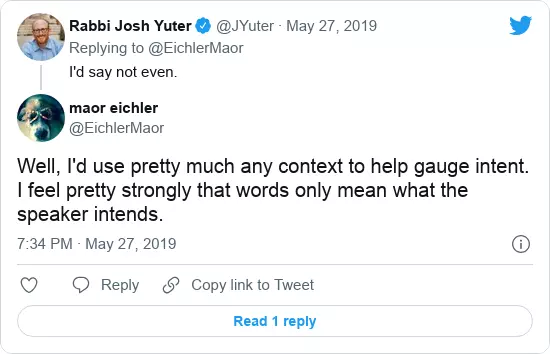 Rabbi Josh Yuter @JYuter · May 27, 2019
Replying to @EichlerMaor
I'd say not even.
maor eichler
@EichlerMaor
Well, I'd use pretty much any context to help gauge intent.
I feel pretty strongly that words only mean what the
speaker intends.
7:34 PM · May 27, 2019
Reply Copy link to Tweet
Read 1 reply